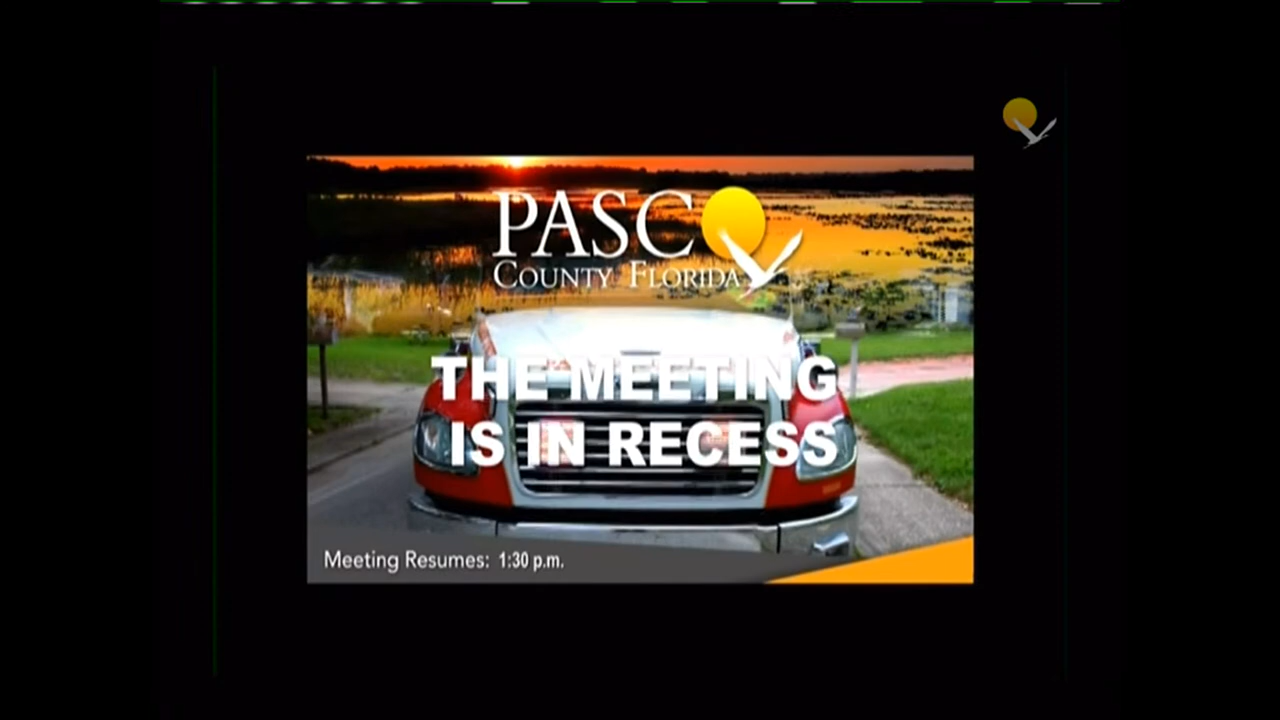 PASCO
COUNTY FLORIDA
THE MEETING
IS IN RECESS
Meeting Resumes: 1:30 p.m.